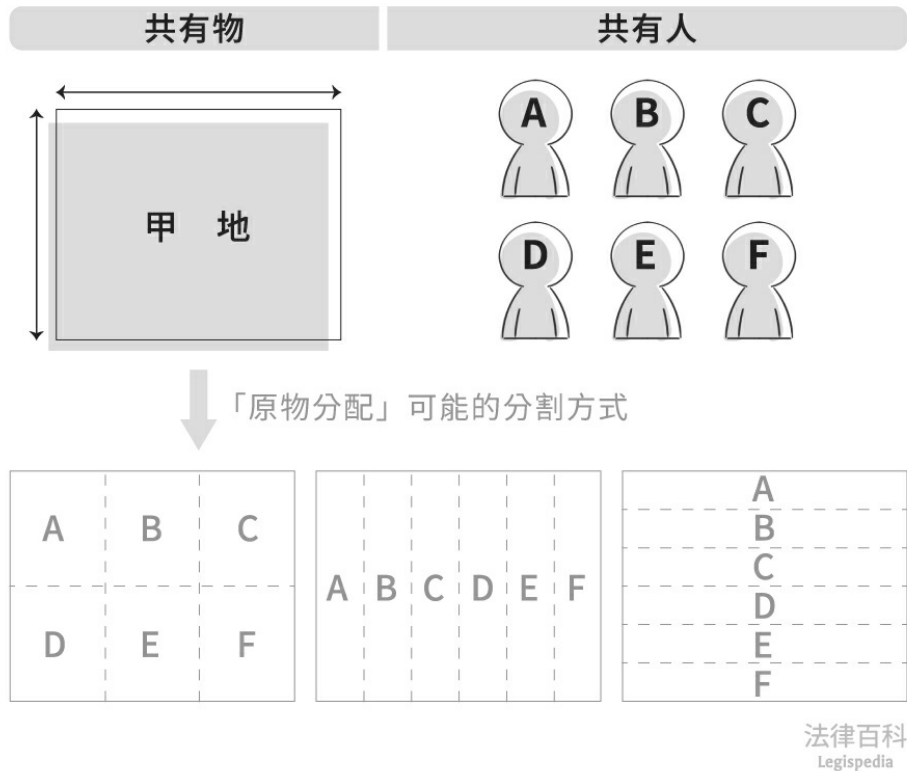 共有物
共有人
甲 地
A B C
D E F
「原物分配」可能的分割方式
A B C
D E F
A B C D E F
A
B
C
D
E
F
法律百科
Legispedia